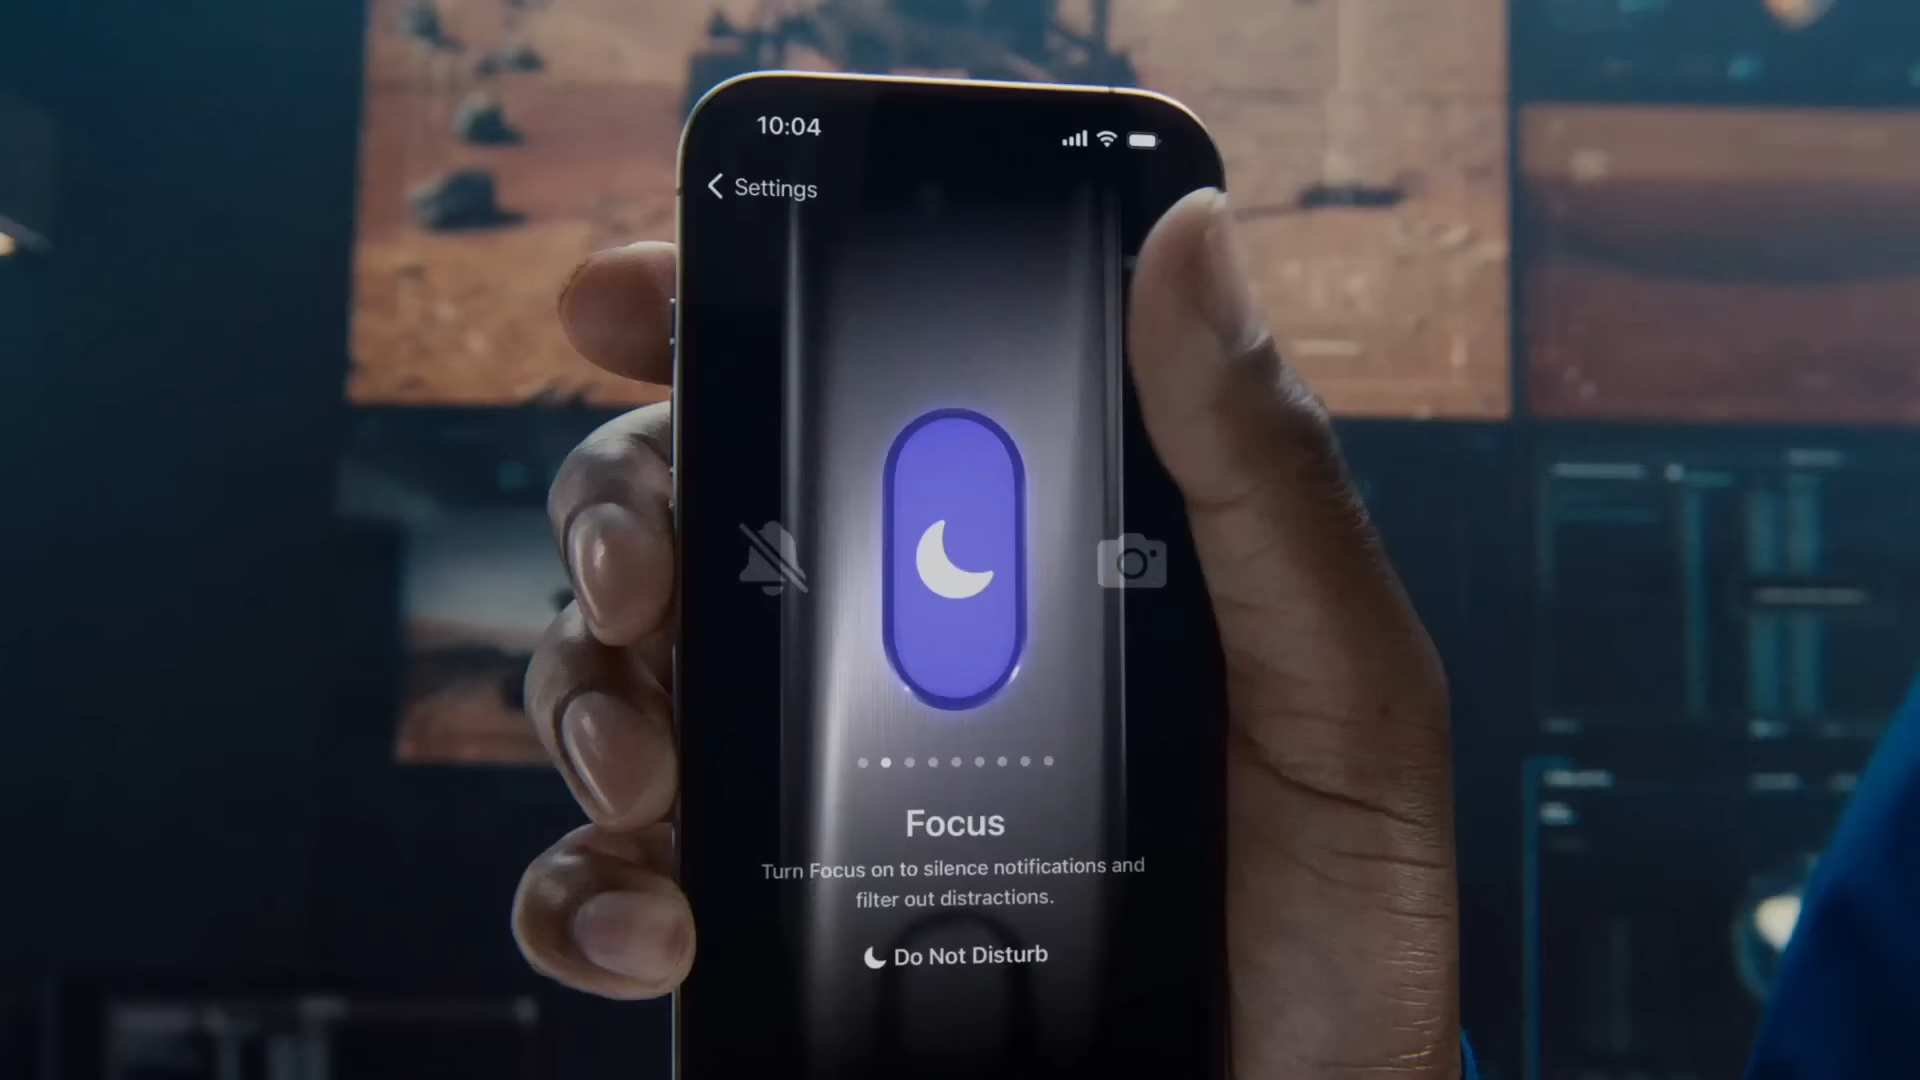 10:04
Settings
Focus
Turn Focus on to silence notifications and
filter out distractions.
Do Not Disturb